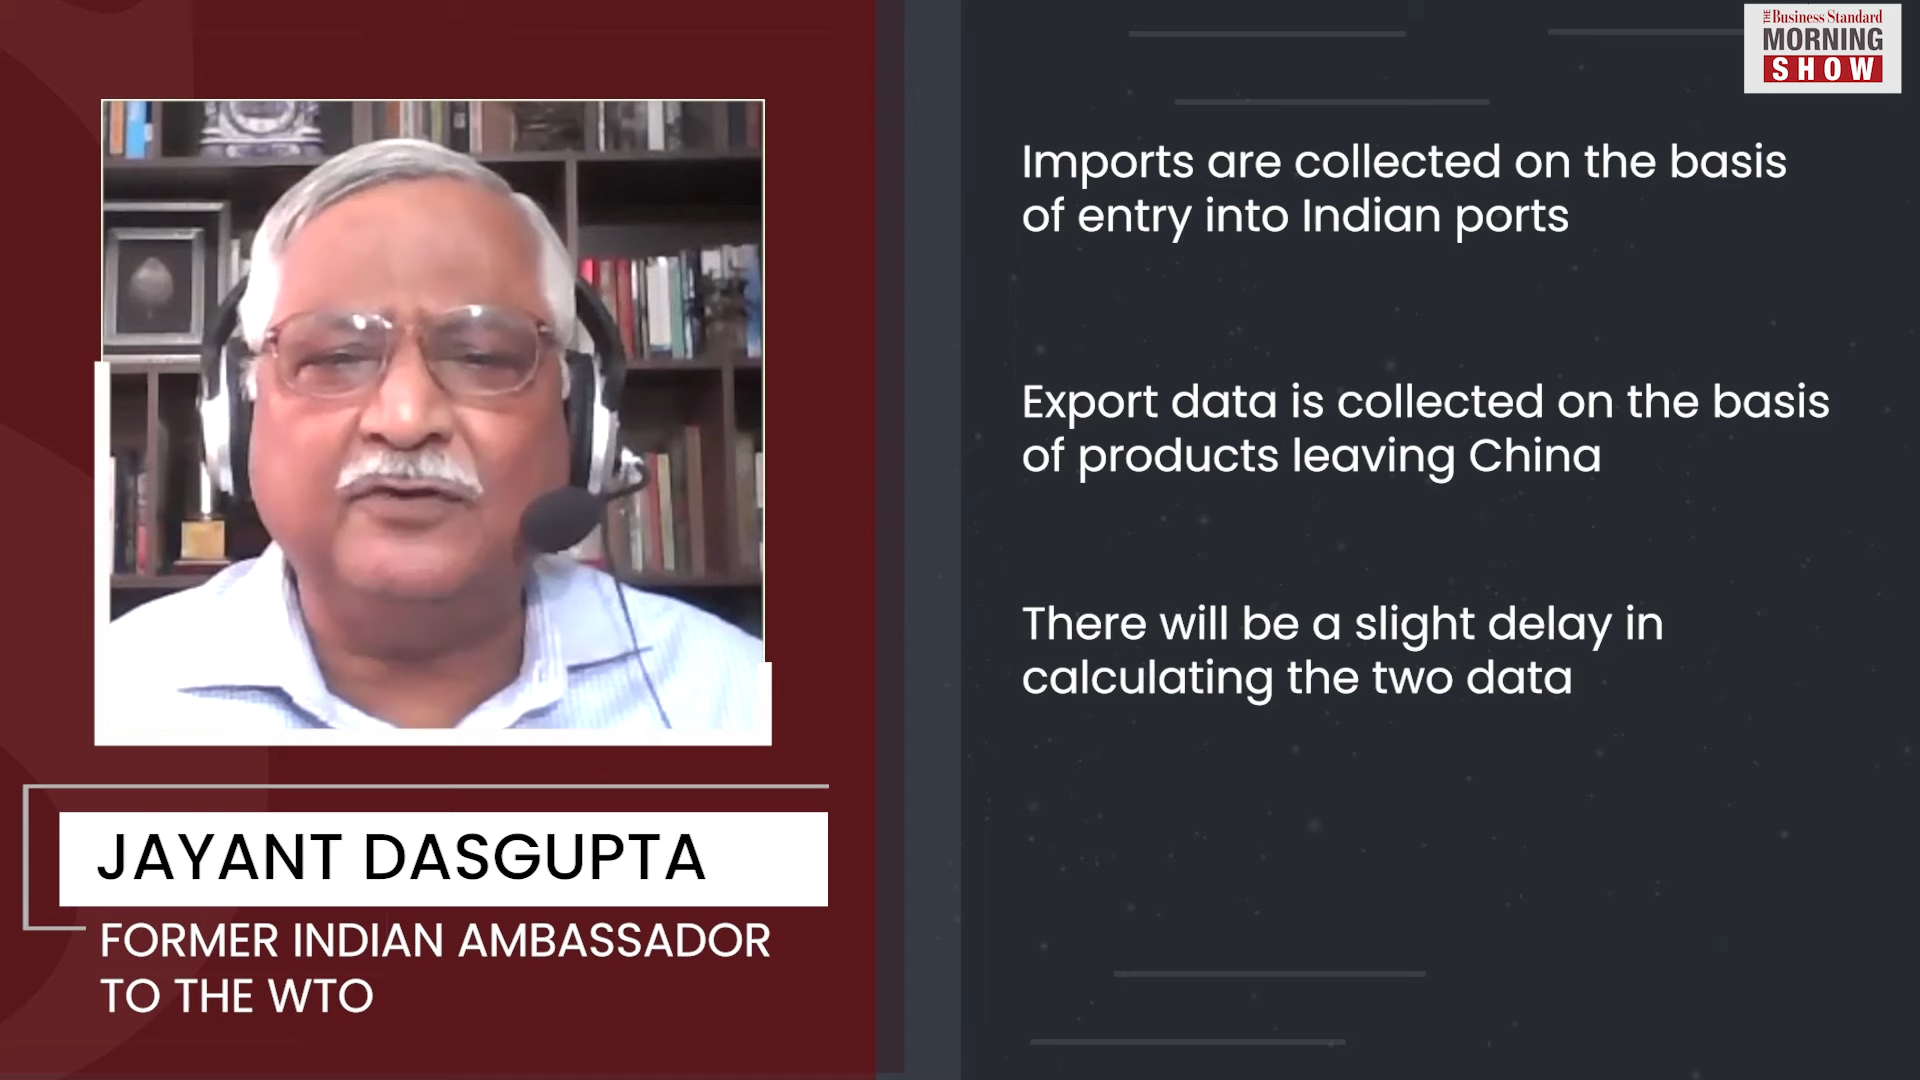 THE Business Standard
MORNING
SHOW
Imports are collected on the basis
of entry into Indian ports
Export data is collected on the basis
of products leaving China
There will be a slight delay in
calculating the two data
JAYANT DASGUPTA
FORMER INDIAN AMBASSADOR
TO THE WTO